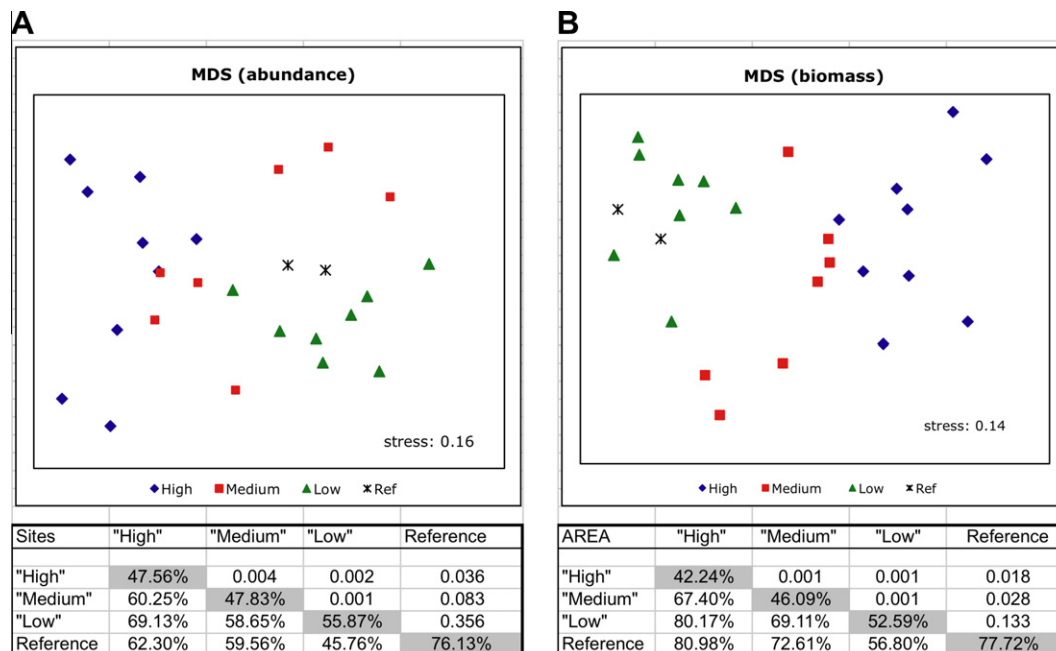 A
MDS (abundance)
stress: 0.16
High Medium Low Ref
Sites "High" "Medium" "Low" Reference
"High" 47.56% 0.004 0.002 0.036
"Medium" 60.25% 47.83% 0.001 0.083
"Low" 69.13% 58.65% 55.87% 0.356
Reference 62.30% 59.56% 45.76% 76.13%
B
MDS (biomass)
stress: 0.14
High Medium Low Ref
AREA "High" "Medium" "Low" Reference
"High" 42.24% 0.001 0.001 0.018
"Medium" 67.40% 46.09% 0.001 0.028
"Low" 80.17% 69.11% 52.59% 0.133
Reference 80.98% 72.61% 56.80% 77.72%